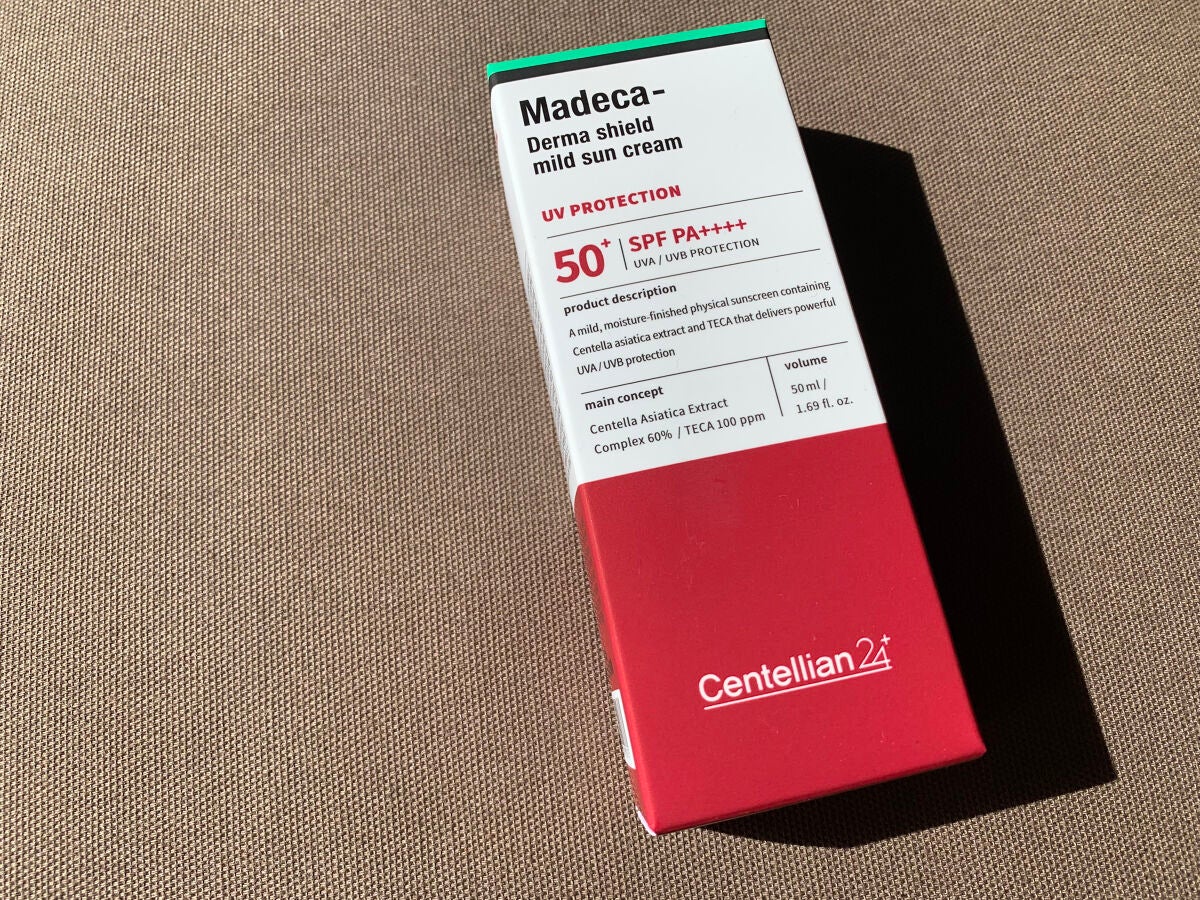 Madeca-
Derma shield
mild sun cream
UV PROTECTION
50+ SPF PA++++
UVA / UVB PROTECTION
product description
A mild, moisture-finished physical sunscreen containing
Centella asiatica extract and TECA that delivers powerful
UVA / UVB protection
main concept
Centella Asiatica Extract
Complex 60% / TECA 100 ppm
volume
50 ml /
1.69 fl. oz.
Centellian 24+